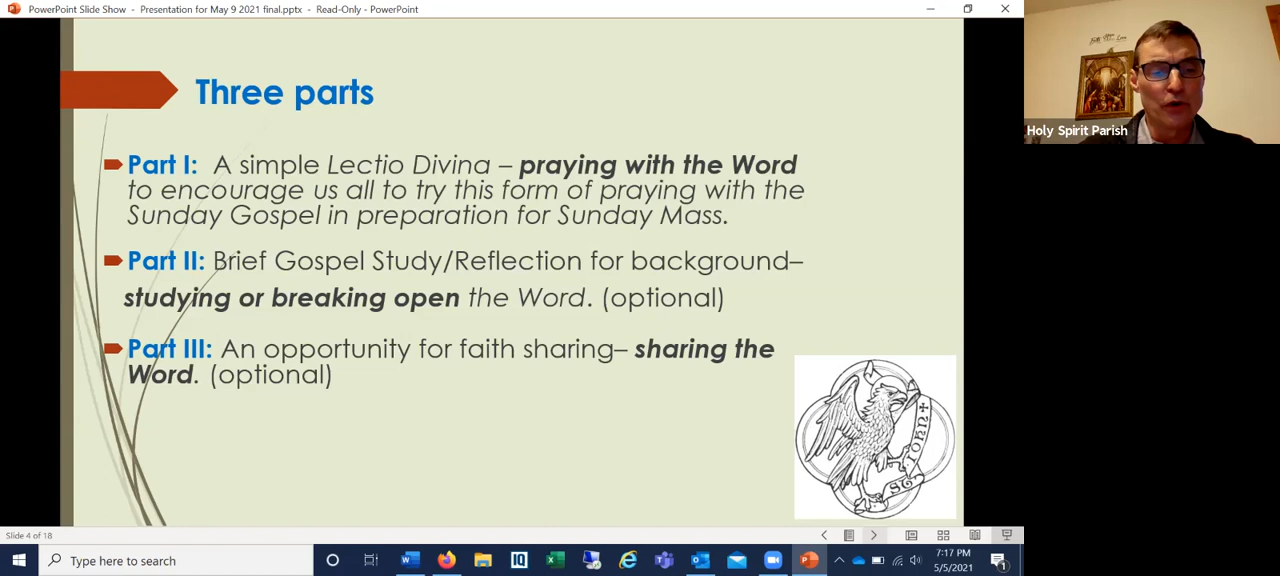 PowerPoint Slide Show - Presentation for May 9 2021 final.pptx - Read-Only - PowerPoint
Three parts
Part I: A simple Lectio Divina – praying with the Word
to encourage us all to try this form of praying with the
Sunday Gospel in preparation for Sunday Mass.
Part II: Brief Gospel Study/Reflection for background–
studying or breaking open the Word. (optional)
Part III: An opportunity for faith sharing– sharing the
Word. (optional)
Holy Spirit Parish
Slide 4 of 18
Type here to search
7:17 PM
5/5/2021